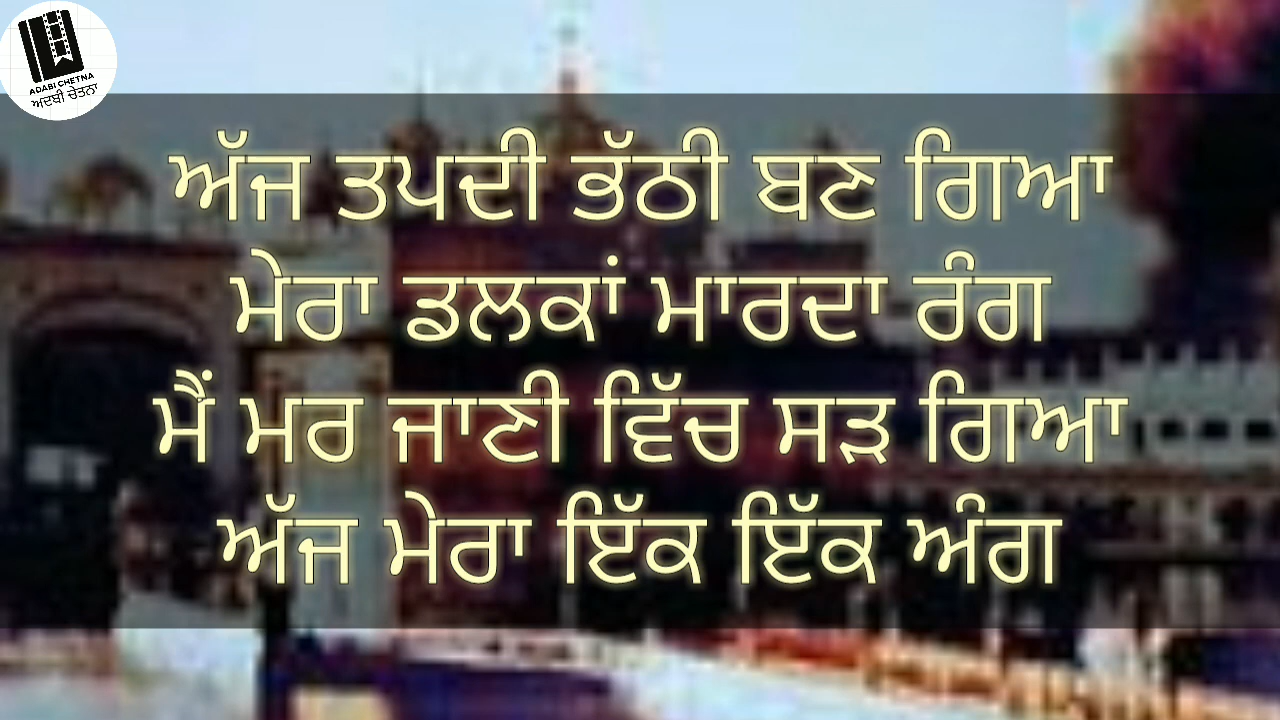 ADABI CHETNA
ਅਦਬੀ ਚੇਤਨਾ
ਅੱਜ ਤਪਦੀ ਭੱਠੀ ਬਣ ਗਿਆ
ਮੇਰਾ ਡਲਕਾਂ ਮਾਰਦਾ ਰੰਗ
ਮੈਂ ਮਰ ਜਾਣੀ ਵਿੱਚ ਸੜ ਗਿਆ
ਅੱਜ ਮੇਰਾ ਇੱਕ ਇੱਕ ਅੰਗ